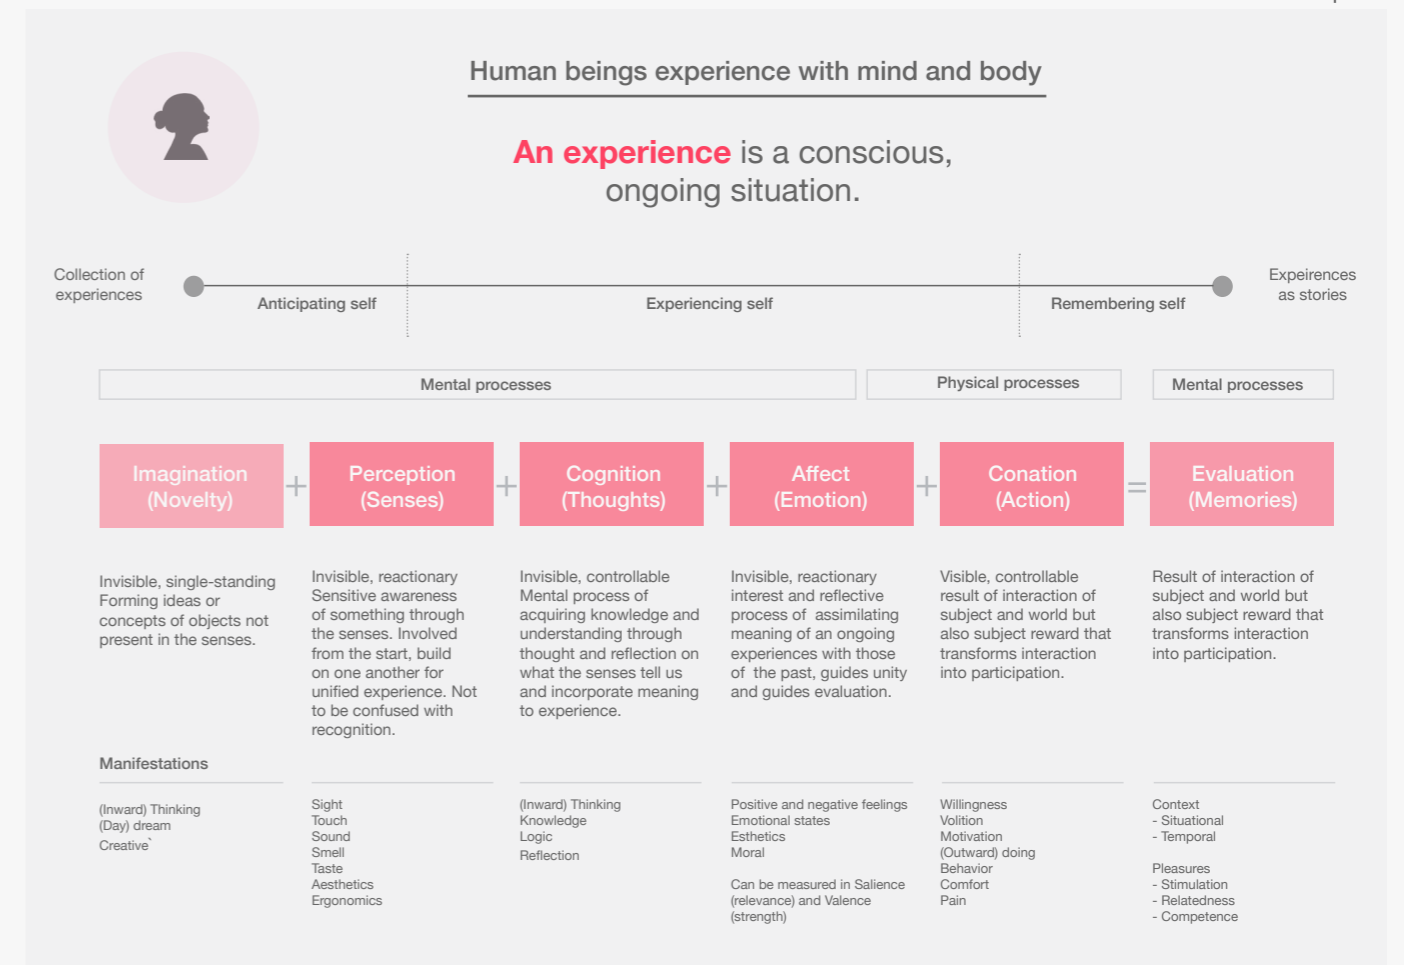 Human beings experience with mind and body
An experience is a conscious,
ongoing situation.
Collection of
experiences
Anticipating self
Experiencing self
Remembering self
Expeirences
as stories
Mental processes
Physical processes
Mental processes
Imagination
(Novelty)
+
Perception
(Senses)
+
Cognition
(Thoughts)
+
Affect
(Emotion)
+
Conation
(Action)
=
Evaluation
(Memories)
Invisible, single-standing
Forming ideas or
concepts of objects not
present in the senses.
Invisible, reactionary
Sensitive awareness
of something through
the senses. Involved
from the start, build
on one another for
unified experience. Not
to be confused with
recognition.
Invisible, controllable
Mental process of
acquiring knowledge and
understanding through
thought and reflection on
what the senses tell us
and incorporate meaning
to experience.
Invisible, reactionary
interest and reflective
process of  assimilating
meaning of an ongoing
experiences with those
of  the past, guides unity
and guides evaluation.
Visible, controllable
result of interaction of
subject and world but
also subject reward that
transforms interaction
into participation.
Result of interaction of
subject and world but
also subject reward that
transforms interaction
into participation.
Manifestations
(Inward) Thinking
(Day) dream
Creative`
Sight
Touch
Sound
Smell
Taste
Aesthetics
Ergonomics
(Inward) Thinking
Knowledge
Logic
Reflection
Positive and negative feelings
Emotional states
Esthetics
Moral
Can be measured in Salience
(relevance) and Valence
(strength)
Willingness
Volition
Motivation
(Outward) doing
Behavior
Comfort
Pain
Context
- Situational
- Temporal
Pleasures
- Stimulation
- Relatedness
- Competence